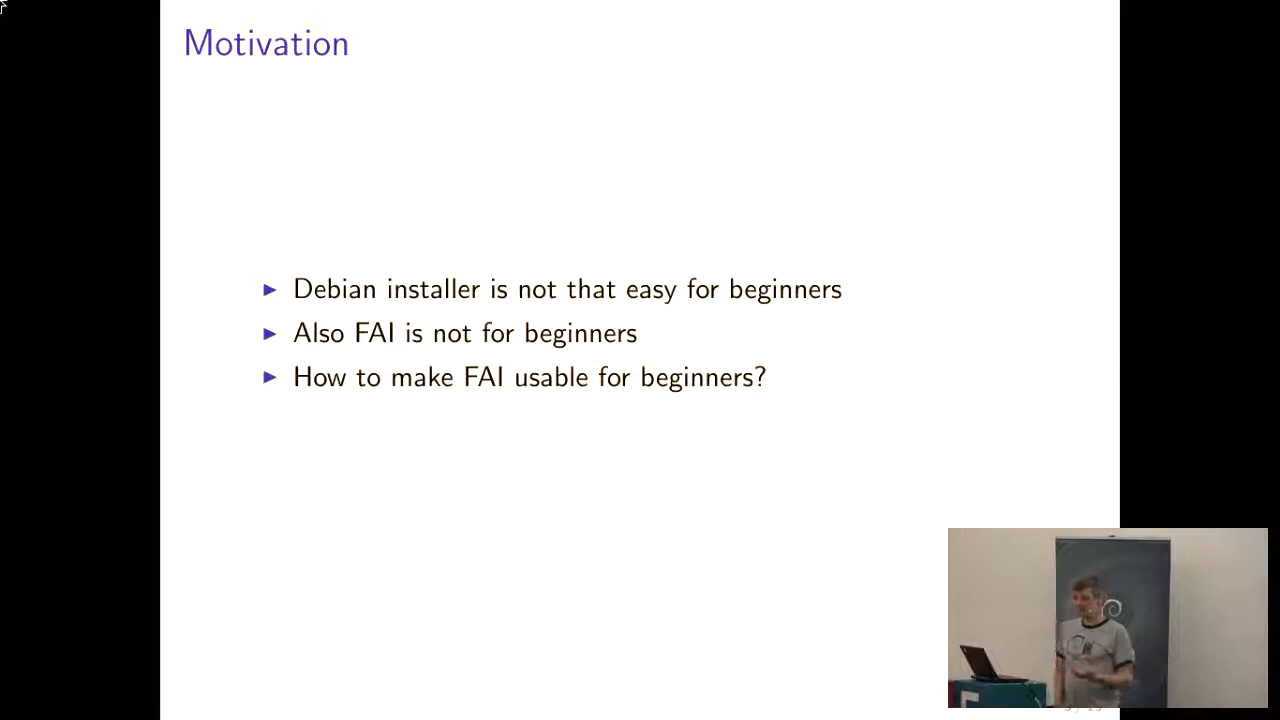 Motivation
Debian installer is not that easy for beginners
Also FAI is not for beginners
How to make FAI usable for beginners?